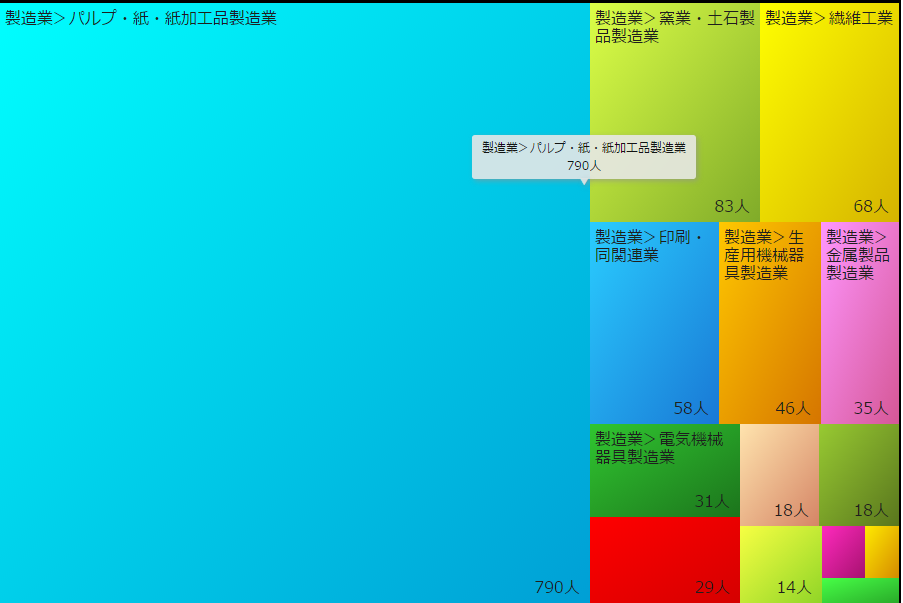 製造業＞パルプ・紙・紙加工品製造業
790人
製造業＞パルプ・紙・紙加工品製造業
790人
製造業＞窯業・土石製
品製造業
83人
製造業＞繊維工業
68人
製造業＞印刷・
同関連業
58人
製造業＞生
産用機械器
具製造業
46人
製造業＞
金属製品
製造業
35人
製造業＞電気機械
器具製造業
31人
18人
18人
29人
14人